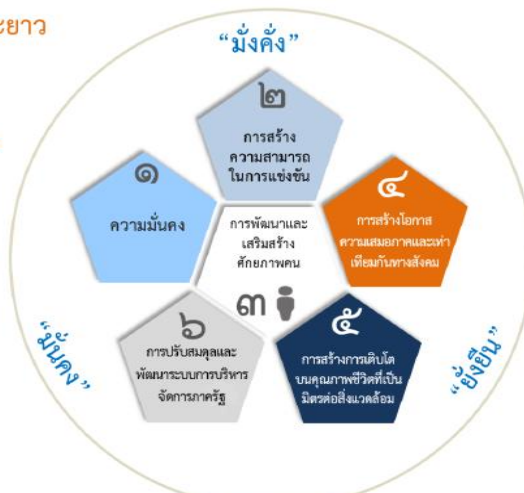 ะยาว
“มั่งคั่ง”
๒
การสร้าง
ความสามารถ
ในการแข่งขัน
๑
ความมั่นคง
๔
การสร้างโอกาส
ความเสมอภาคและเท่า
เทียมกันทางสังคม
การพัฒนาและ
เสริมสร้าง
ศักยภาพคน
๓
๖
การปรับสมดุลและ
พัฒนาระบบการบริหาร
จัดการภาครัฐ
๕
การสร้างการเติบโต
บนคุณภาพชีวิตที่เป็น
มิตรต่อสิ่งแวดล้อม
“มั่นคง”
“ยั่งยืน”